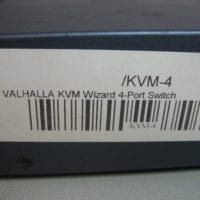 /KVM-4
VALHALLA KVM Wizard 4-Port Switch
/KVM-4